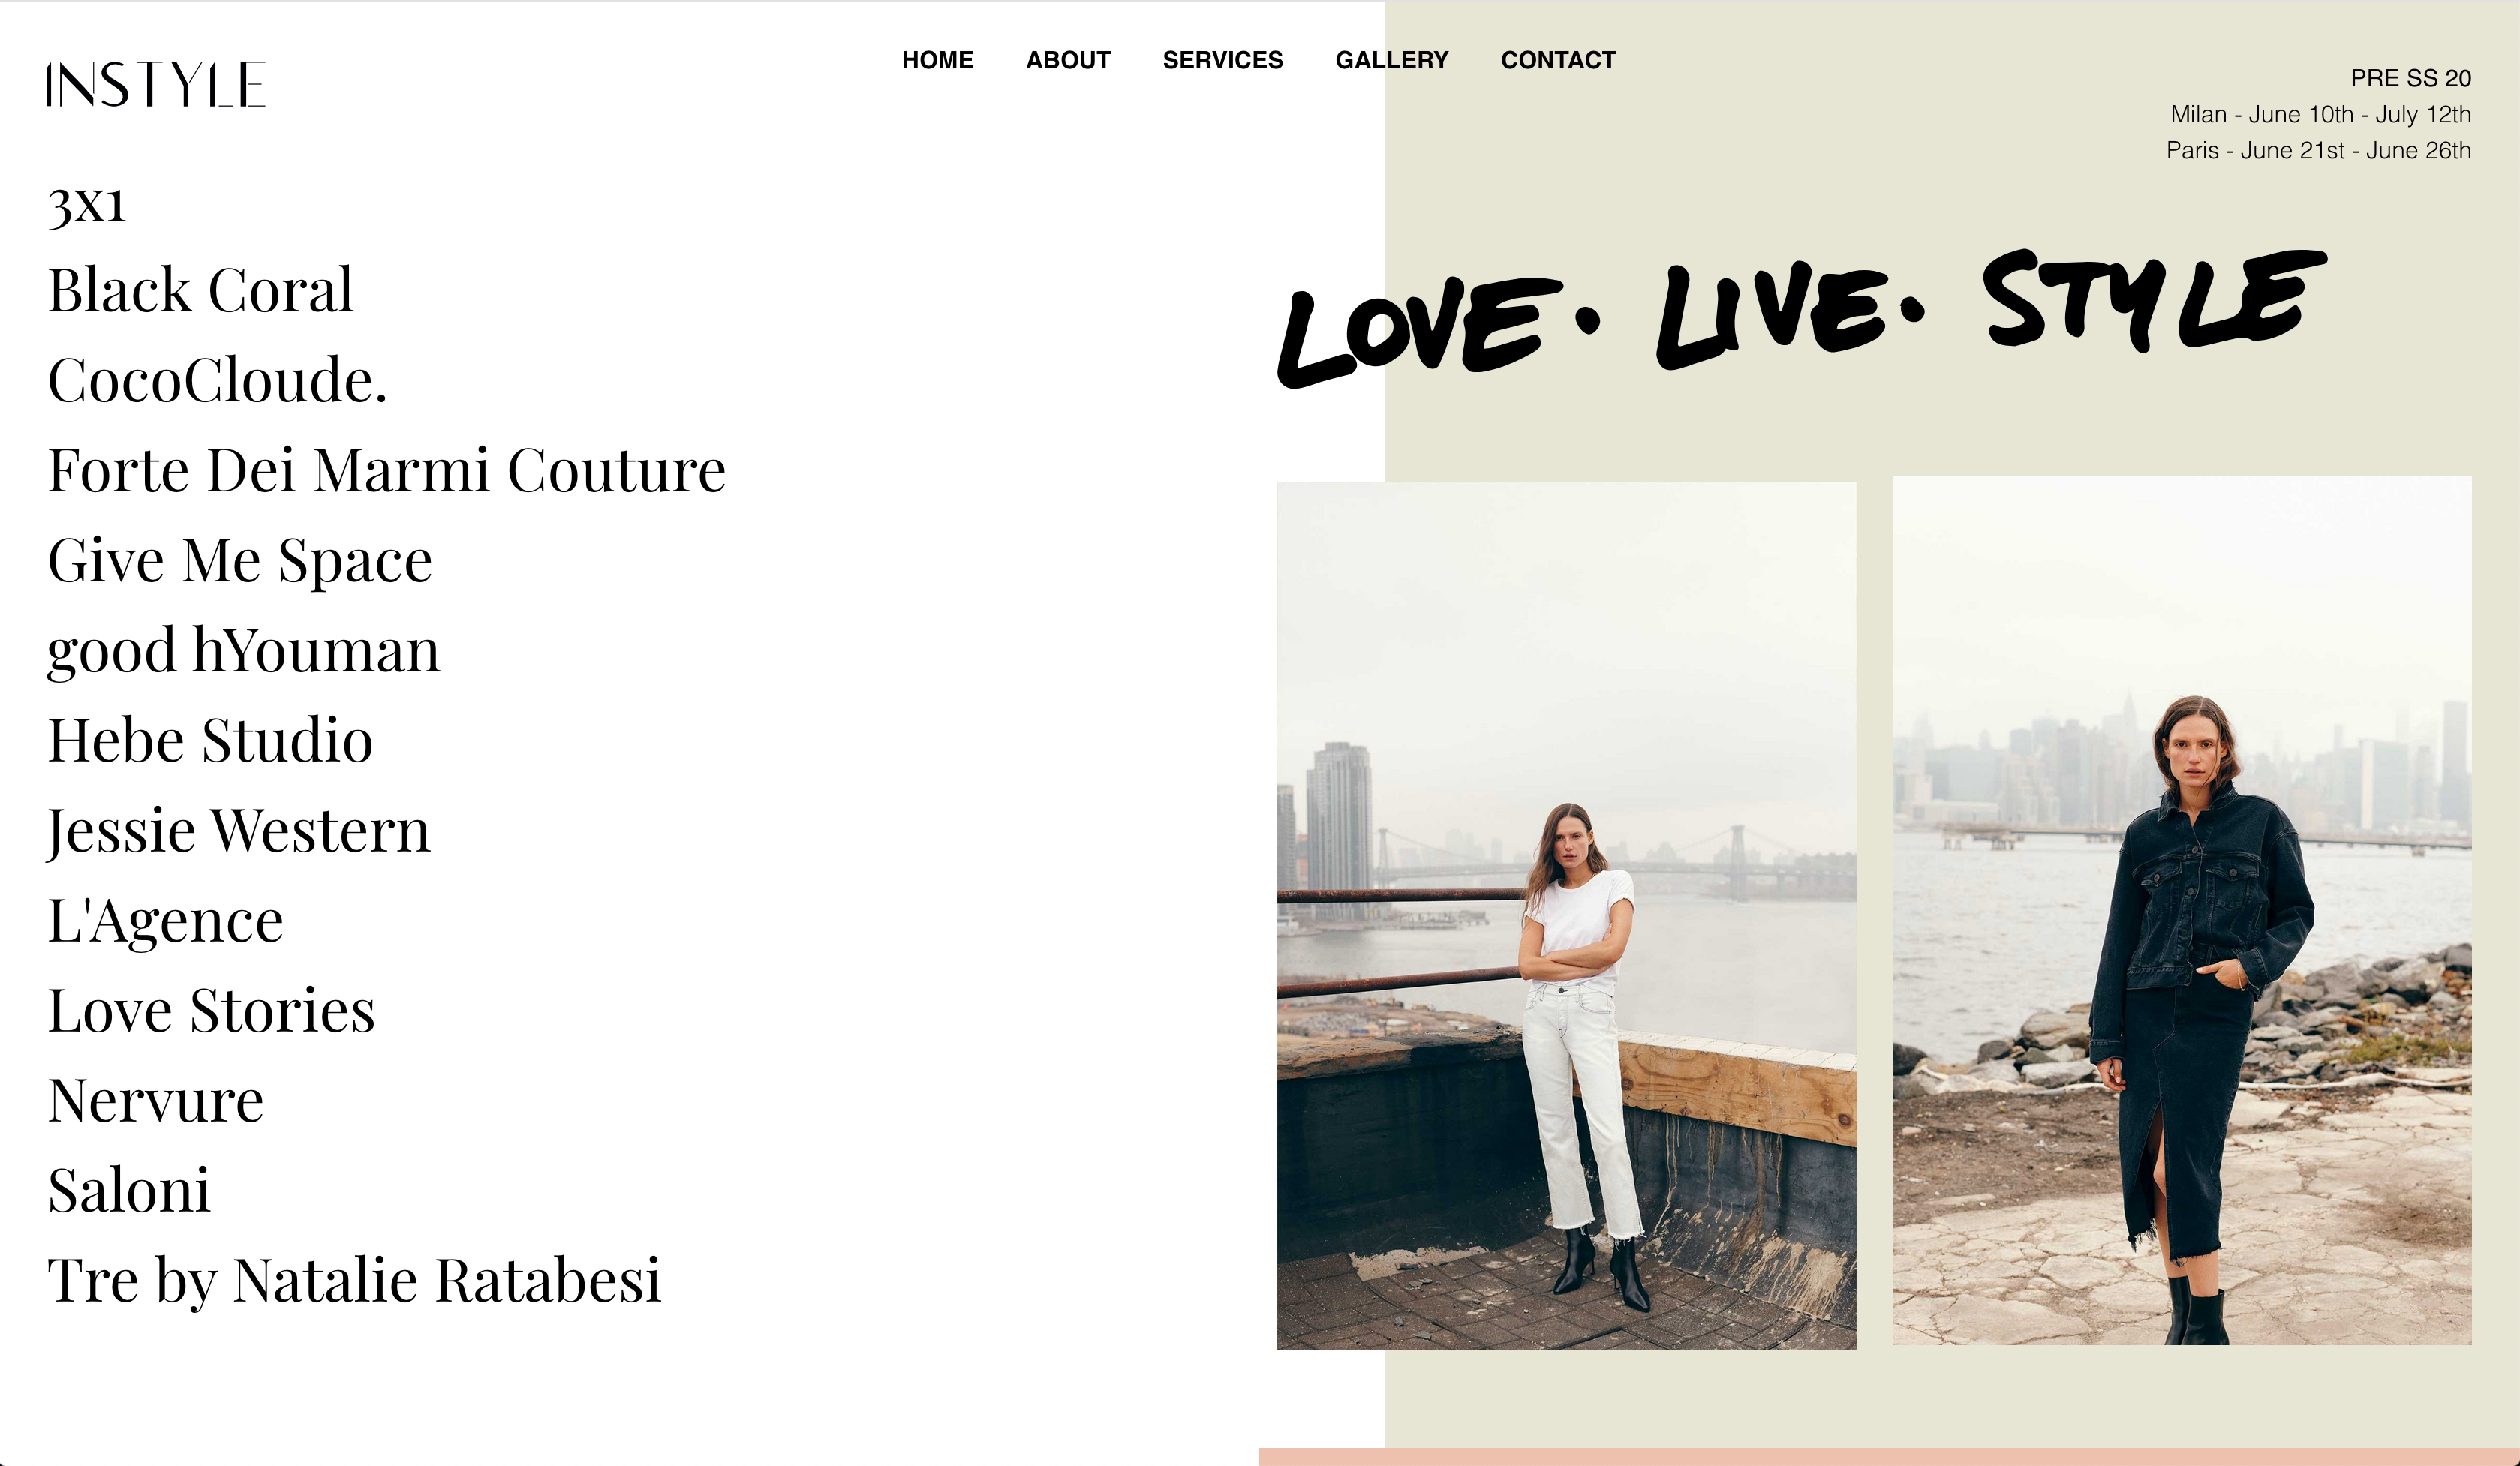 INSTYLE
HOME ABOUT SERVICES GALLERY CONTACT
PRE SS 20
Milan - June 10th - July 12th
Paris - June 21st - June 26th
3x1
Black Coral
CocoCloude.
Forte Dei Marmi Couture
Give Me Space
good hYouman
Hebe Studio
Jessie Western
L'Agence
Love Stories
Nervure
Saloni
Tre by Natalie Ratabesi
LOVE. LIVE. STYLE